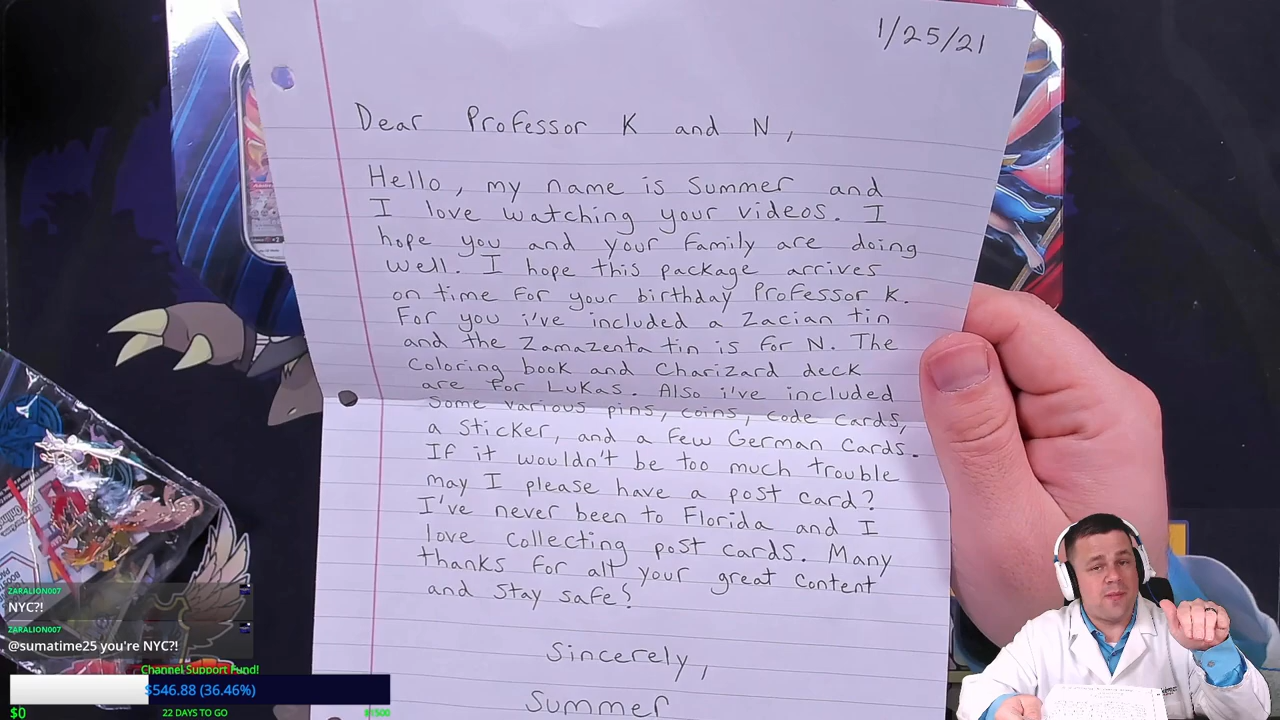 1/25/21
Dear Professor K and N,
Hello, my name is Summer and
I love watching your videos. I
hope you and your family are doing
well. I hope this package arrives
on time for your birthday Professor K.
For you i've included a Zacian tin
and the Zamazenta tin is for N. The
Coloring book and Charizard deck
are for Lukas. Also i've included
some various pins, coins, code cards,
a sticker, and a few German Cards.
If it wouldn't be too much trouble
may I please have a post card?
I've never been to Florida and I
love collecting post cards. Many
thanks for all your great content
and stay safe!
Sincerely,
Summer
ZARALION007
NYC?!
ZARALION007
@sumatime25 you're NYC?!
Channel Support Fund!
$546.88 (36.46%)
$0
22 DAYS TO GO
$1500